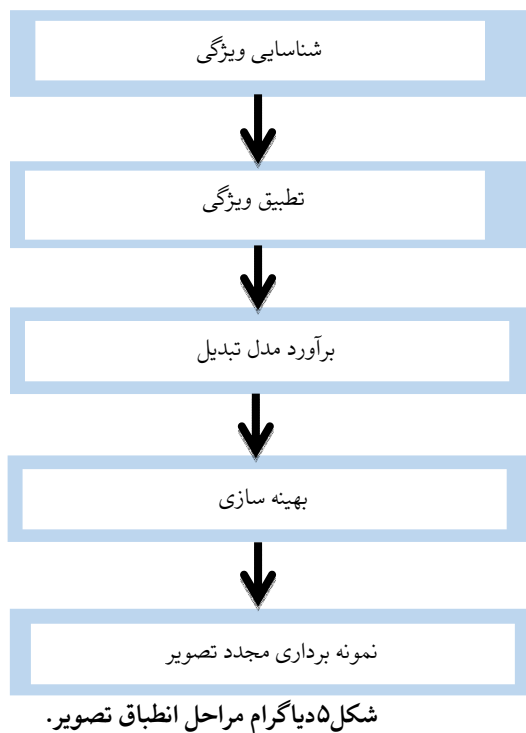 شناسایی ویژگی
تطبیق ویژگی
برآورد مدل تبدیل
بهینه سازی
نمونه برداری مجدد تصویر
شکل۵دیاگرام مراحل انطباق تصویر.